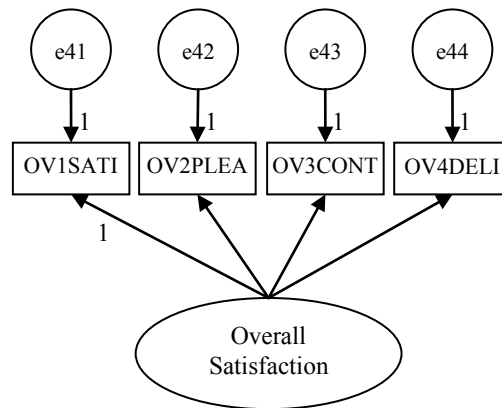 e41 e42 e43 e44
1 1 1 1
OV1SATI OV2PLEA OV3CONT OV4DELI
1
Overall
Satisfaction